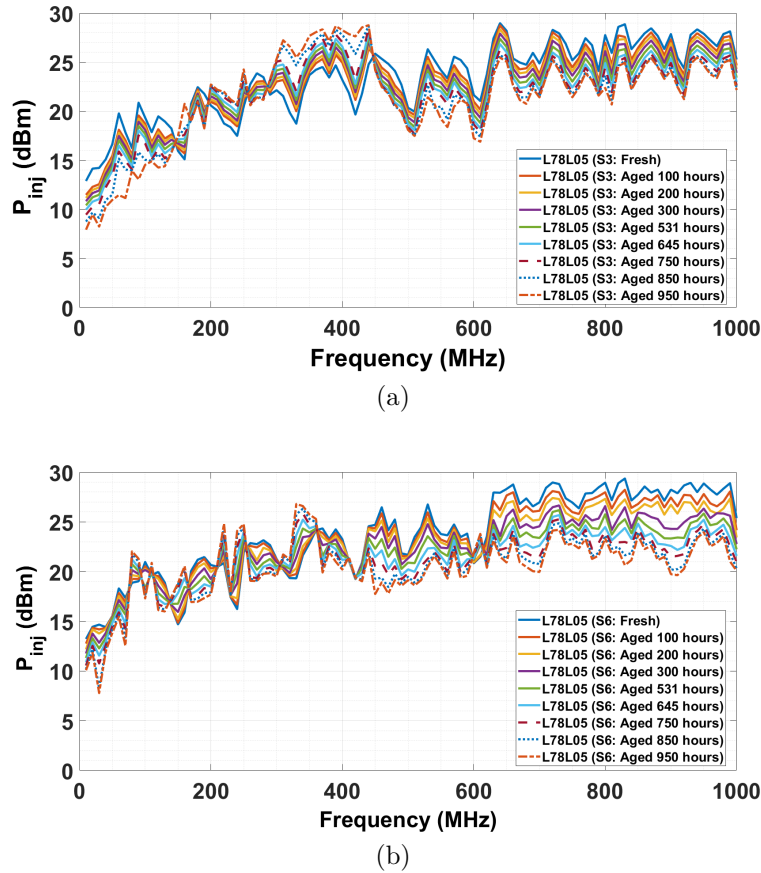 30
25
20
15
10
5
0
P_inj (dBm)
L78L05 (S3: Fresh)
L78L05 (S3: Aged 100 hours)
L78L05 (S3: Aged 200 hours)
L78L05 (S3: Aged 300 hours)
L78L05 (S3: Aged 531 hours)
L78L05 (S3: Aged 645 hours)
L78L05 (S3: Aged 750 hours)
L78L05 (S3: Aged 850 hours)
L78L05 (S3: Aged 950 hours)
0 200 400 600 800 1000
Frequency (MHz)
(a)
30
25
20
15
10
5
0
P_inj (dBm)
L78L05 (S6: Fresh)
L78L05 (S6: Aged 100 hours)
L78L05 (S6: Aged 200 hours)
L78L05 (S6: Aged 300 hours)
L78L05 (S6: Aged 531 hours)
L78L05 (S6: Aged 645 hours)
L78L05 (S6: Aged 750 hours)
L78L05 (S6: Aged 850 hours)
L78L05 (S6: Aged 950 hours)
0 200 400 600 800 1000
Frequency (MHz)
(b)